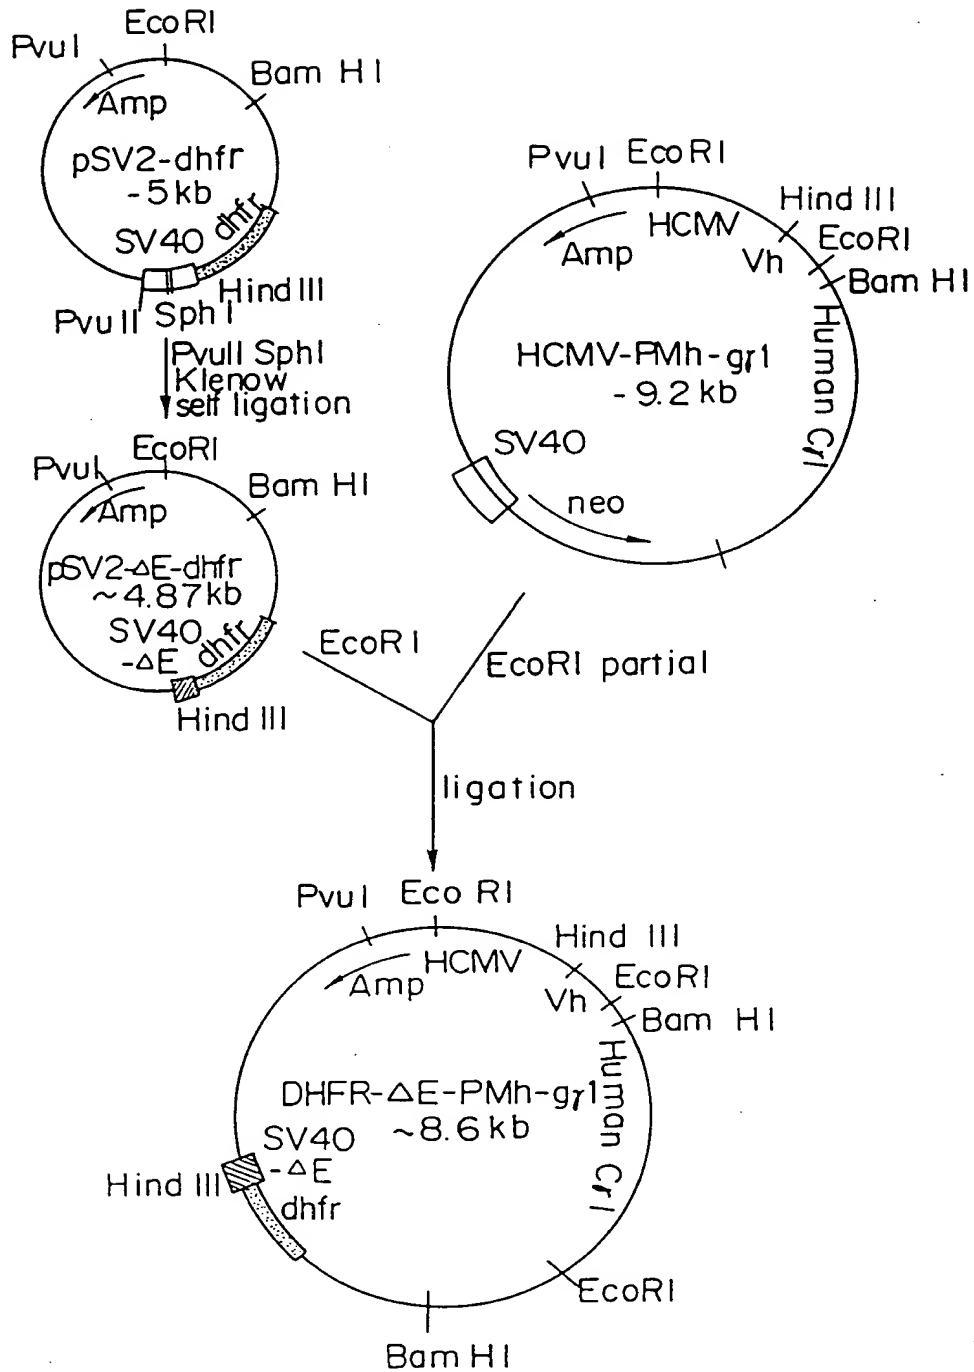 EcoRI
PvuI
Bam HI
Amp
pSV2-dhfr
-5 kb
dhfr
SV40
Hind III
PvuII
SphI
PvuII SphI
Klenow
self ligation
EcoRI
PvuI
Bam HI
Amp
pSV2-ΔE-dhfr
~4.87kb
SV40
-ΔE
dhfr
Hind III
PvuI
EcoRI
Hind III
HCMV
Amp
EcoRI
Vh
Bam HI
HCMV-PMh-gγ1
-9.2 kb
Human Cγ1
SV40
neo
EcoRI
EcoRI partial
ligation
PvuI
Eco RI
Hind III
HCMV
Amp
EcoRI
Vh
Bam HI
DHFR-ΔE-PMh-gγ1
~8.6 kb
Human Cγ1
SV40
-ΔE
Hind III
dhfr
EcoRI
Bam HI